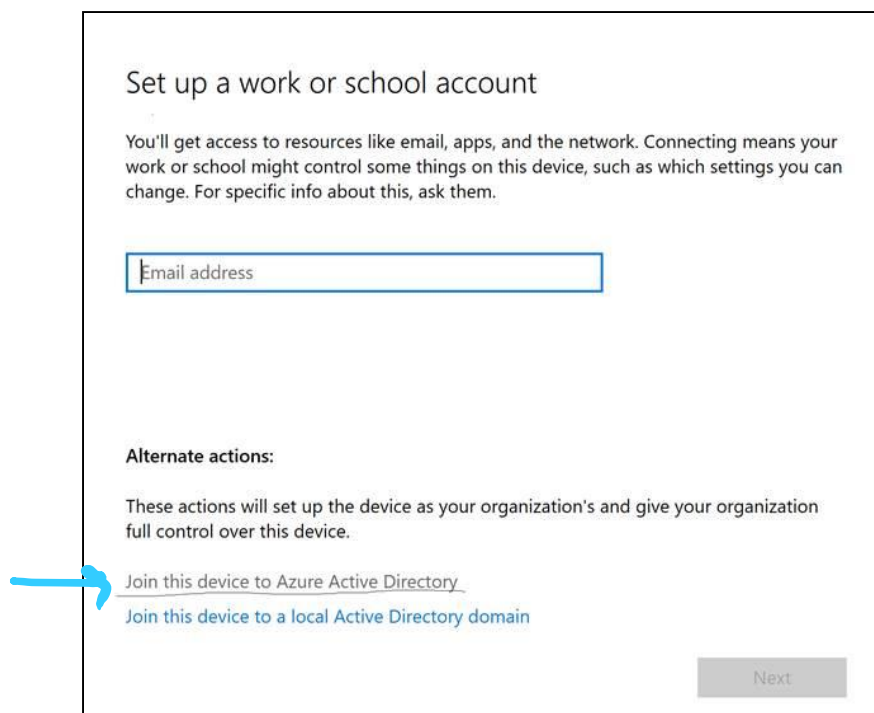 Set up a work or school account
You'll get access to resources like email, apps, and the network. Connecting means your
work or school might control some things on this device, such as which settings you can
change. For specific info about this, ask them.
Email address
Alternate actions:
These actions will set up the device as your organization's and give your organization
full control over this device.
Join this device to Azure Active Directory
Join this device to a local Active Directory domain
Next